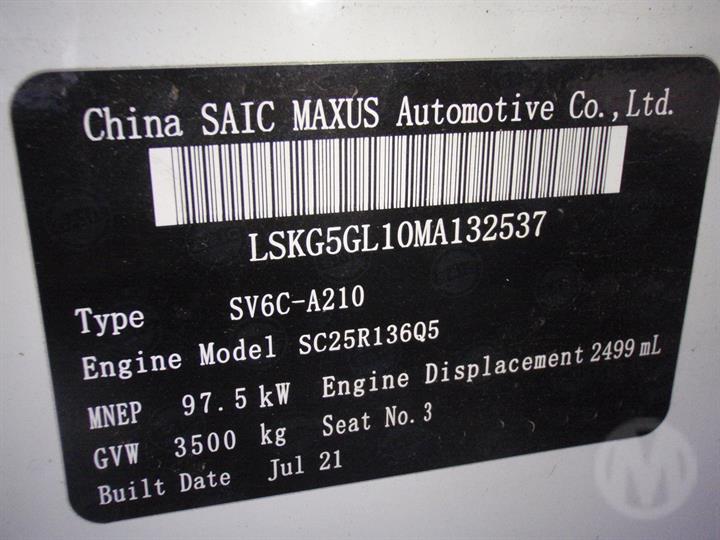 China SAIC MAXUS Automotive Co.,Ltd.
LSKG5GL10MA132537
Type SV6C-A210
Engine Model SC25R136Q5
MNEP 97.5 kW Engine Displacement 2499 mL
GVW 3500 kg Seat No. 3
Built Date Jul 21
M